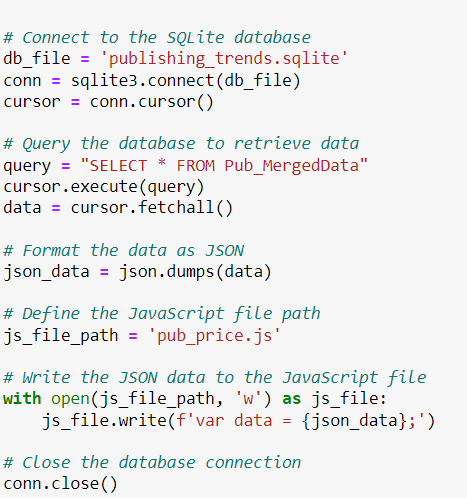 # Connect to the SQLite database
db_file = 'publishing_trends.sqlite'
conn = sqlite3.connect(db_file)
cursor = conn.cursor()
# Query the database to retrieve data
query = "SELECT * FROM Pub_MergedData"
cursor.execute(query)
data = cursor.fetchall()
# Format the data as JSON
json_data = json.dumps(data)
# Define the JavaScript file path
js_file_path = 'pub_price.js'
# Write the JSON data to the JavaScript file
with open(js_file_path, 'w') as js_file:
    js_file.write(f'var data = {json_data};')
# Close the database connection
conn.close()